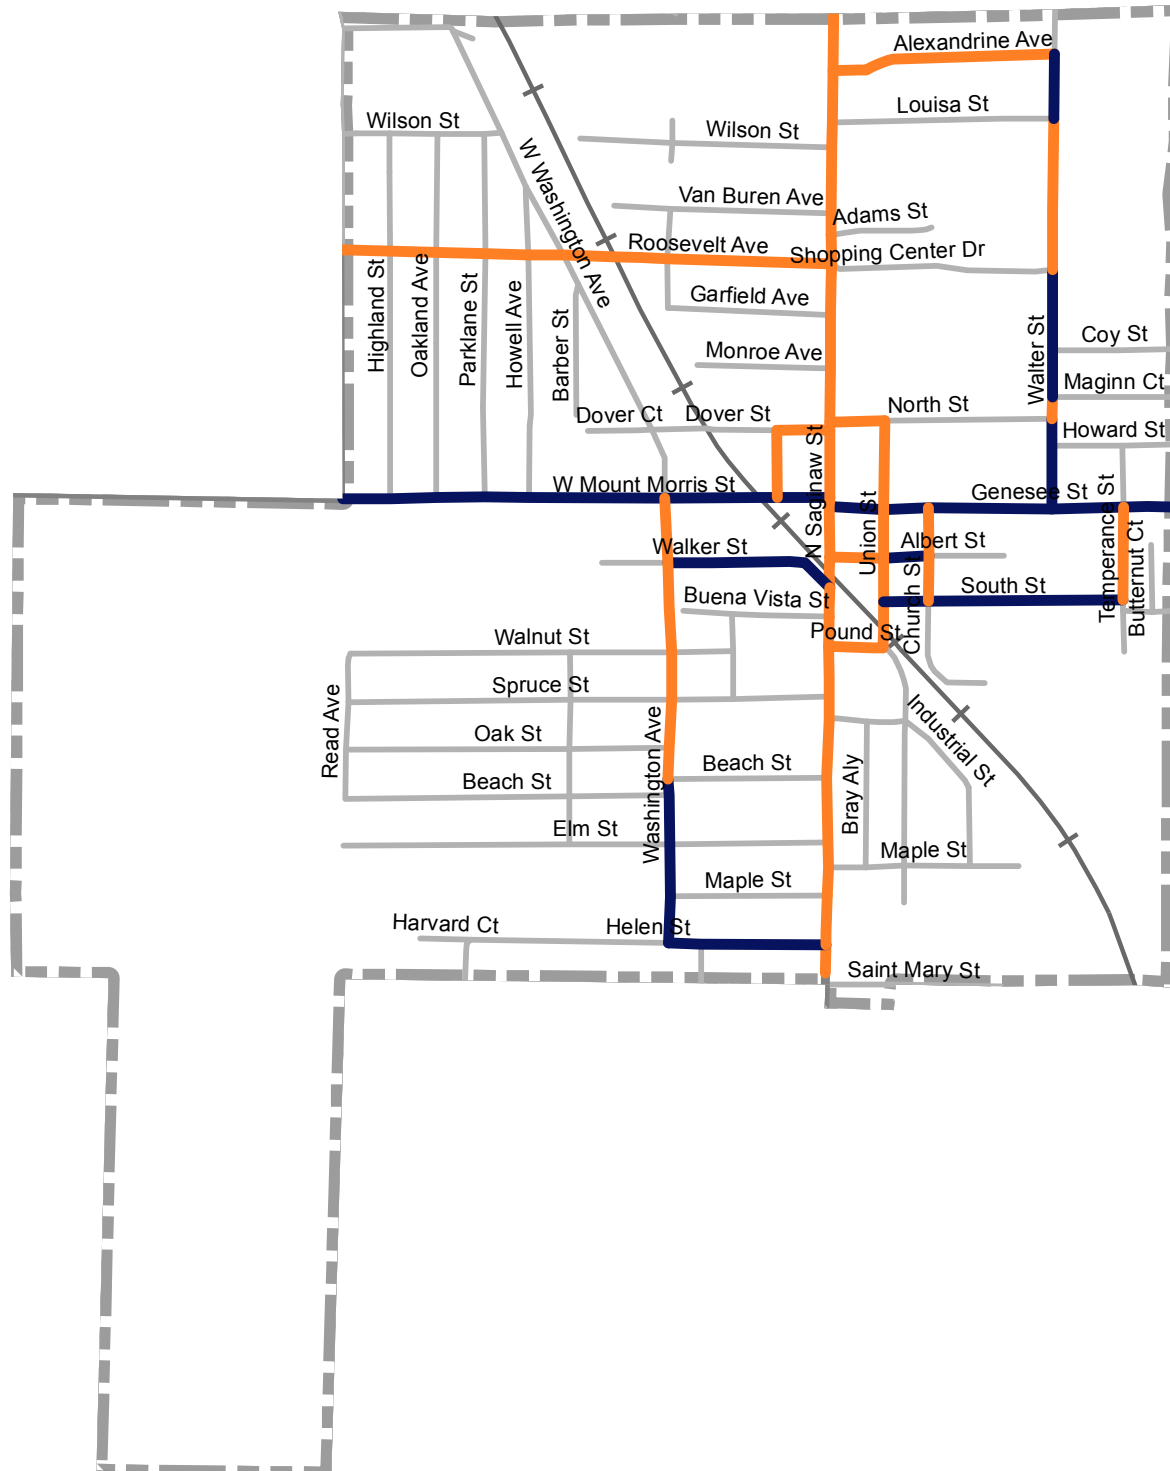 Alexandrine Ave
Louisa St
Wilson St
Wilson St
W Washington Ave
Van Buren Ave
Adams St
Roosevelt Ave
Shopping Center Dr
Highland St
Oakland Ave
Parklane St
Howell Ave
Barber St
Garfield Ave
Monroe Ave
Walter St
Coy St
Maginn Ct
Dover Ct
Dover St
North St
Howard St
W Mount Morris St
N Saginaw St
Union St
Genesee St
Walker St
Albert St
Church St
South St
Temperance St
Butternut Ct
Buena Vista St
Pound St
Walnut St
Spruce St
Read Ave
Oak St
Washington Ave
Beach St
Beach St
Bray Aly
Industrial St
Elm St
Maple St
Maple St
Harvard Ct
Helen St
Saint Mary St